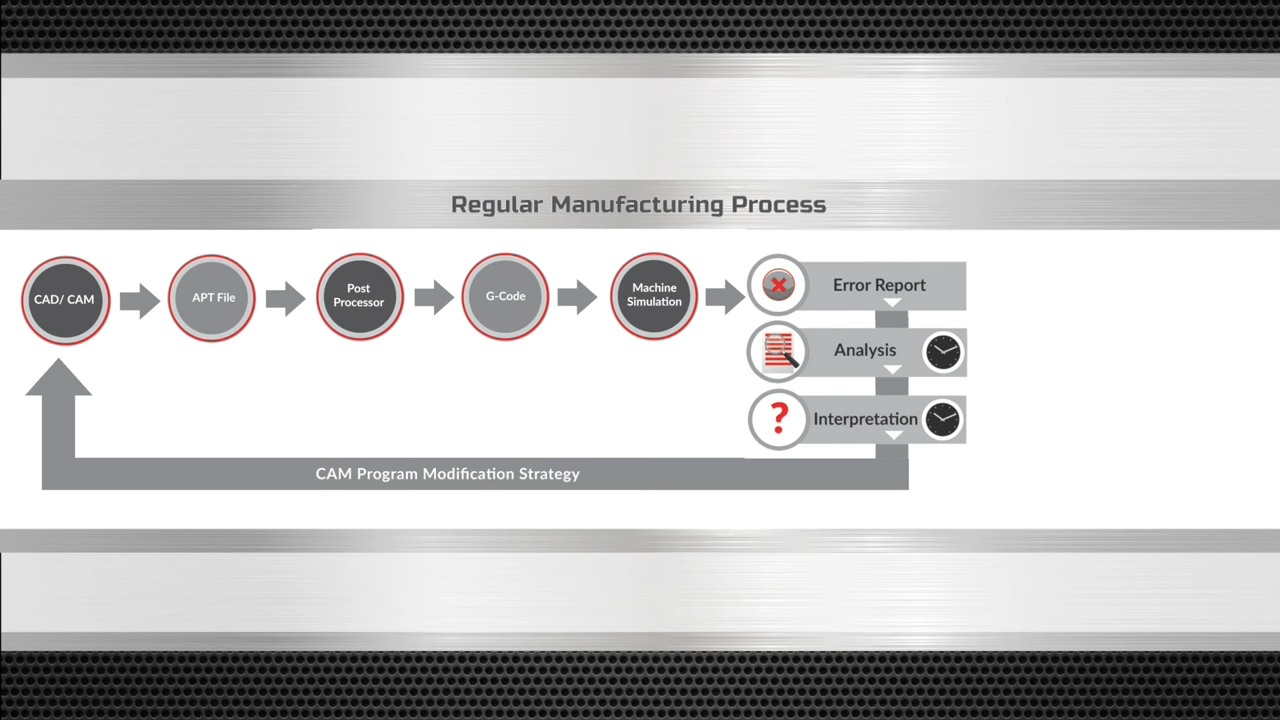 Regular Manufacturing Process
CAD/ CAM
APT File
Post
Processor
G-Code
Machine
Simulation
Error Report
Analysis
?
Interpretation
CAM Program Modification Strategy